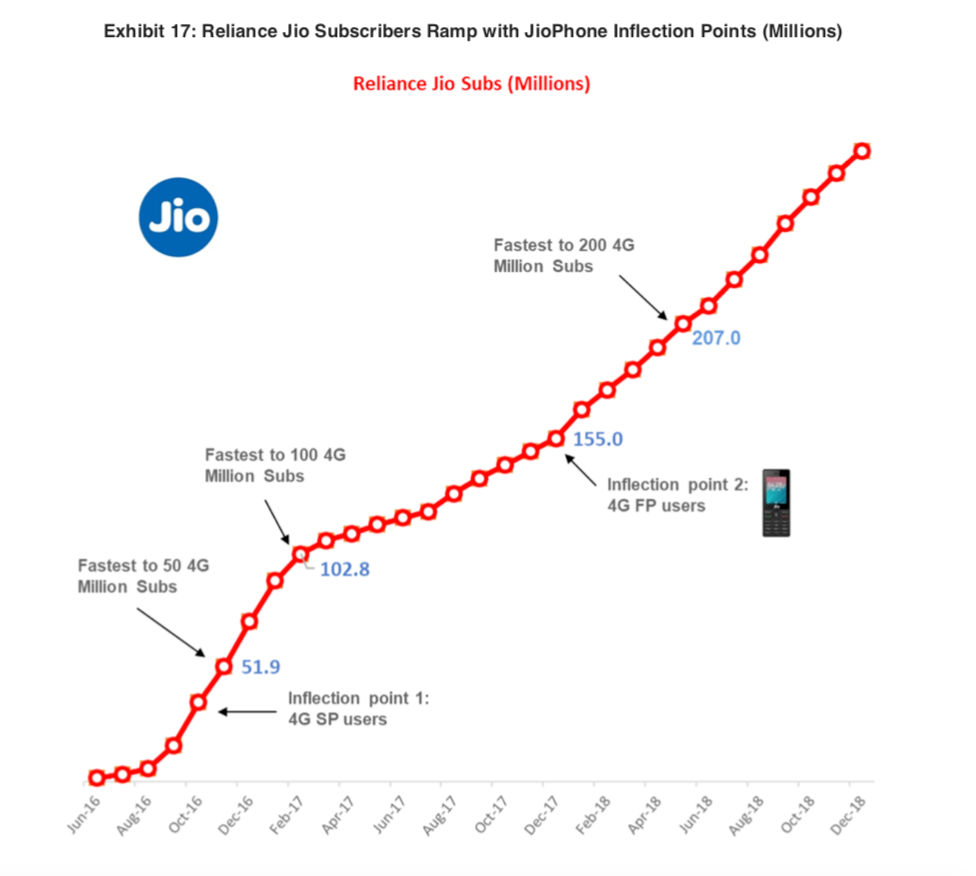 Exhibit 17: Reliance Jio Subscribers Ramp with JioPhone Inflection Points (Millions)
Reliance Jio Subs (Millions)
Jio
Fastest to 200 4G
Million Subs
207.0
Fastest to 100 4G
Million Subs
155.0
Inflection point 2:
4G FP users
Jio
102.8
Fastest to 50 4G
Million Subs
51.9
Inflection point 1:
4G SP users
Jun-16
Aug-16
Oct-16
Dec-16
Feb-17
Apr-17
Jun-17
Aug-17
Oct-17
Dec-17
Feb-18
Apr-18
Jun-18
Aug-18
Oct-18
Dec-18